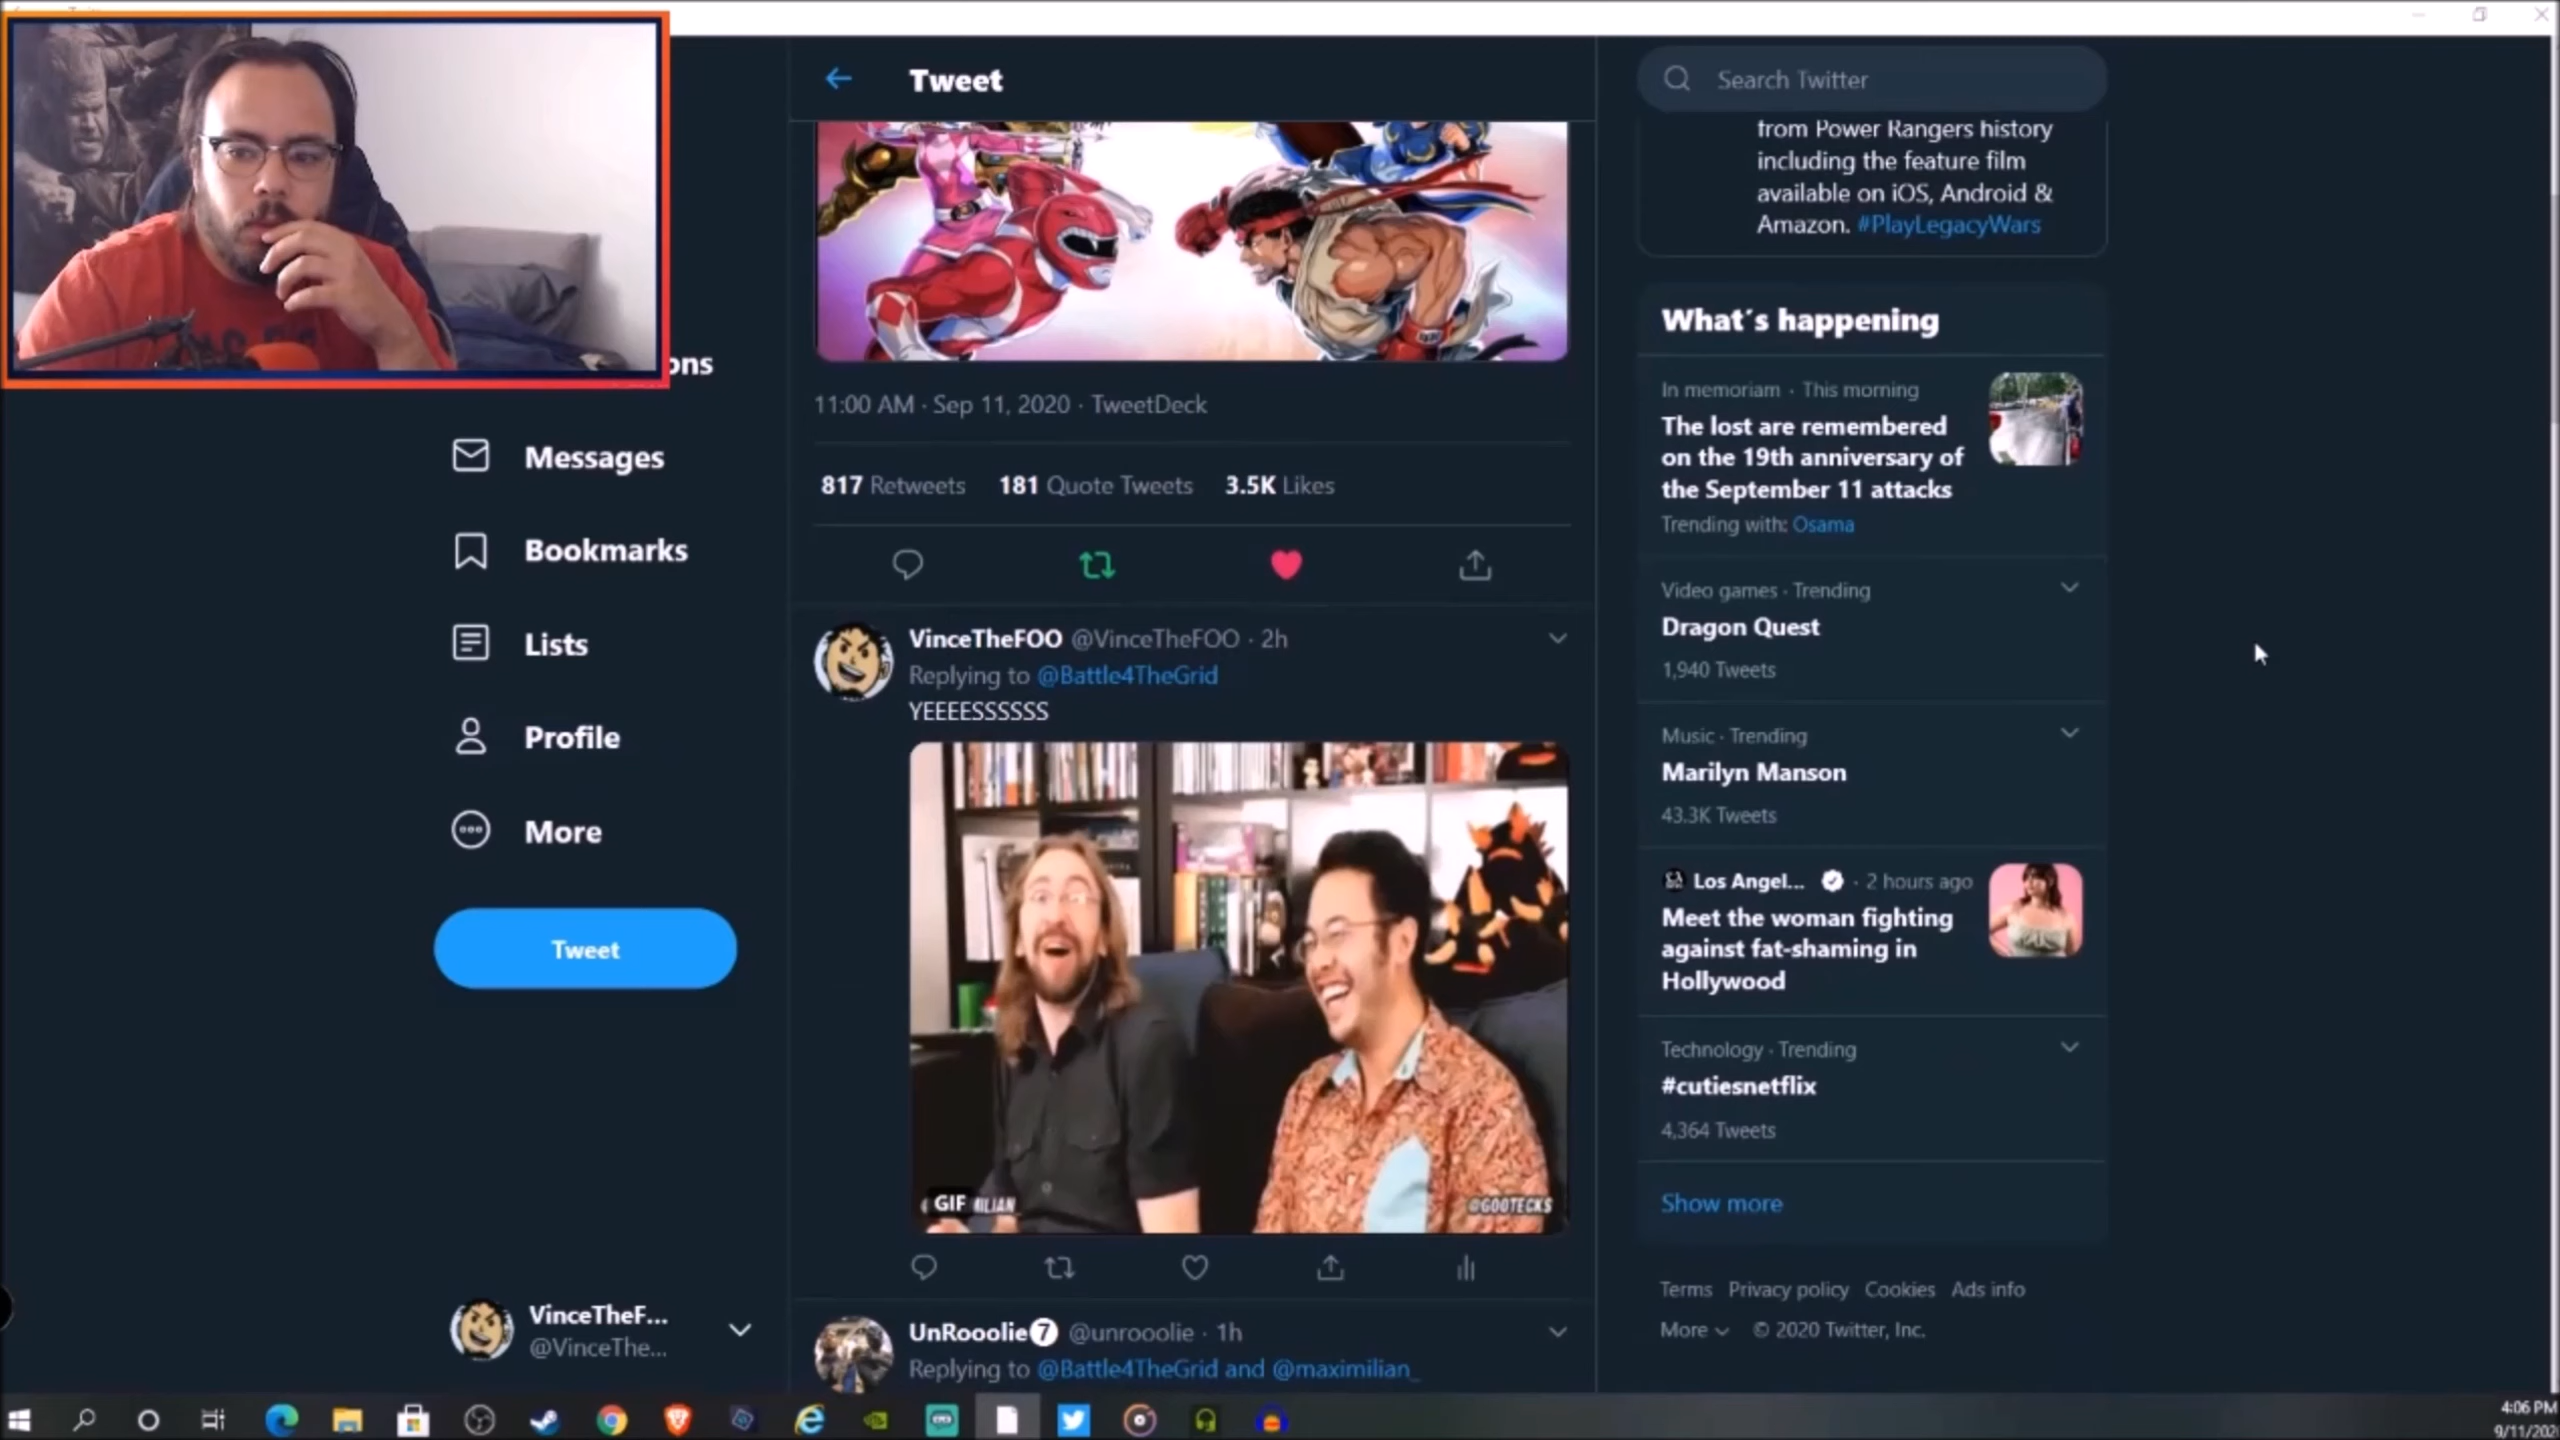 Tweet
Search Twitter
from Power Rangers history
including the feature film
available on iOS, Android &
Amazon. #PlayLegacyWars
ons
Messages
Bookmarks
Lists
Profile
More
Tweet
VinceTheF...
@VinceThe...
11:00 AM · Sep 11, 2020 · TweetDeck
817 Retweets 181 Quote Tweets 3.5K Likes
VinceTheFOO @VinceTheFOO · 2h
Replying to @Battle4TheGrid
YEEEESSSSSS
GIF ILIAN
@GOOTECKS
UnRooolie7 @unrooolie · 1h
Replying to @Battle4TheGrid and @maximilian_
What's happening
In memoriam · This morning
The lost are remembered
on the 19th anniversary of
the September 11 attacks
Trending with: Osama
Video games · Trending
Dragon Quest
1,940 Tweets
Music · Trending
Marilyn Manson
43.3K Tweets
Los Angel... · 2 hours ago
Meet the woman fighting
against fat-shaming in
Hollywood
Technology · Trending
#cutiesnetflix
4,364 Tweets
Show more
Terms Privacy policy Cookies Ads info
More © 2020 Twitter, Inc.
4:06 PM
9/11/202